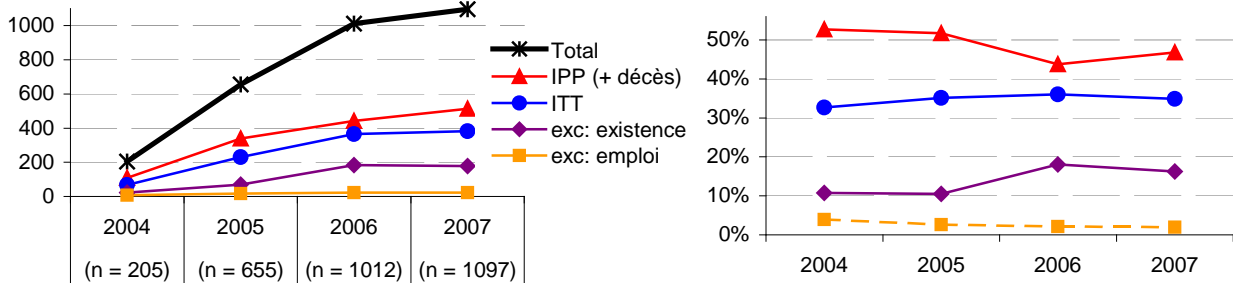 1000
800
600
400
200
0
2004 2005 2006 2007
(n = 205) (n = 655) (n = 1012) (n = 1097)
Total
IPP (+ décès)
ITT
exc: existence
exc: emploi
50%
40%
30%
20%
10%
0%
2004 2005 2006 2007